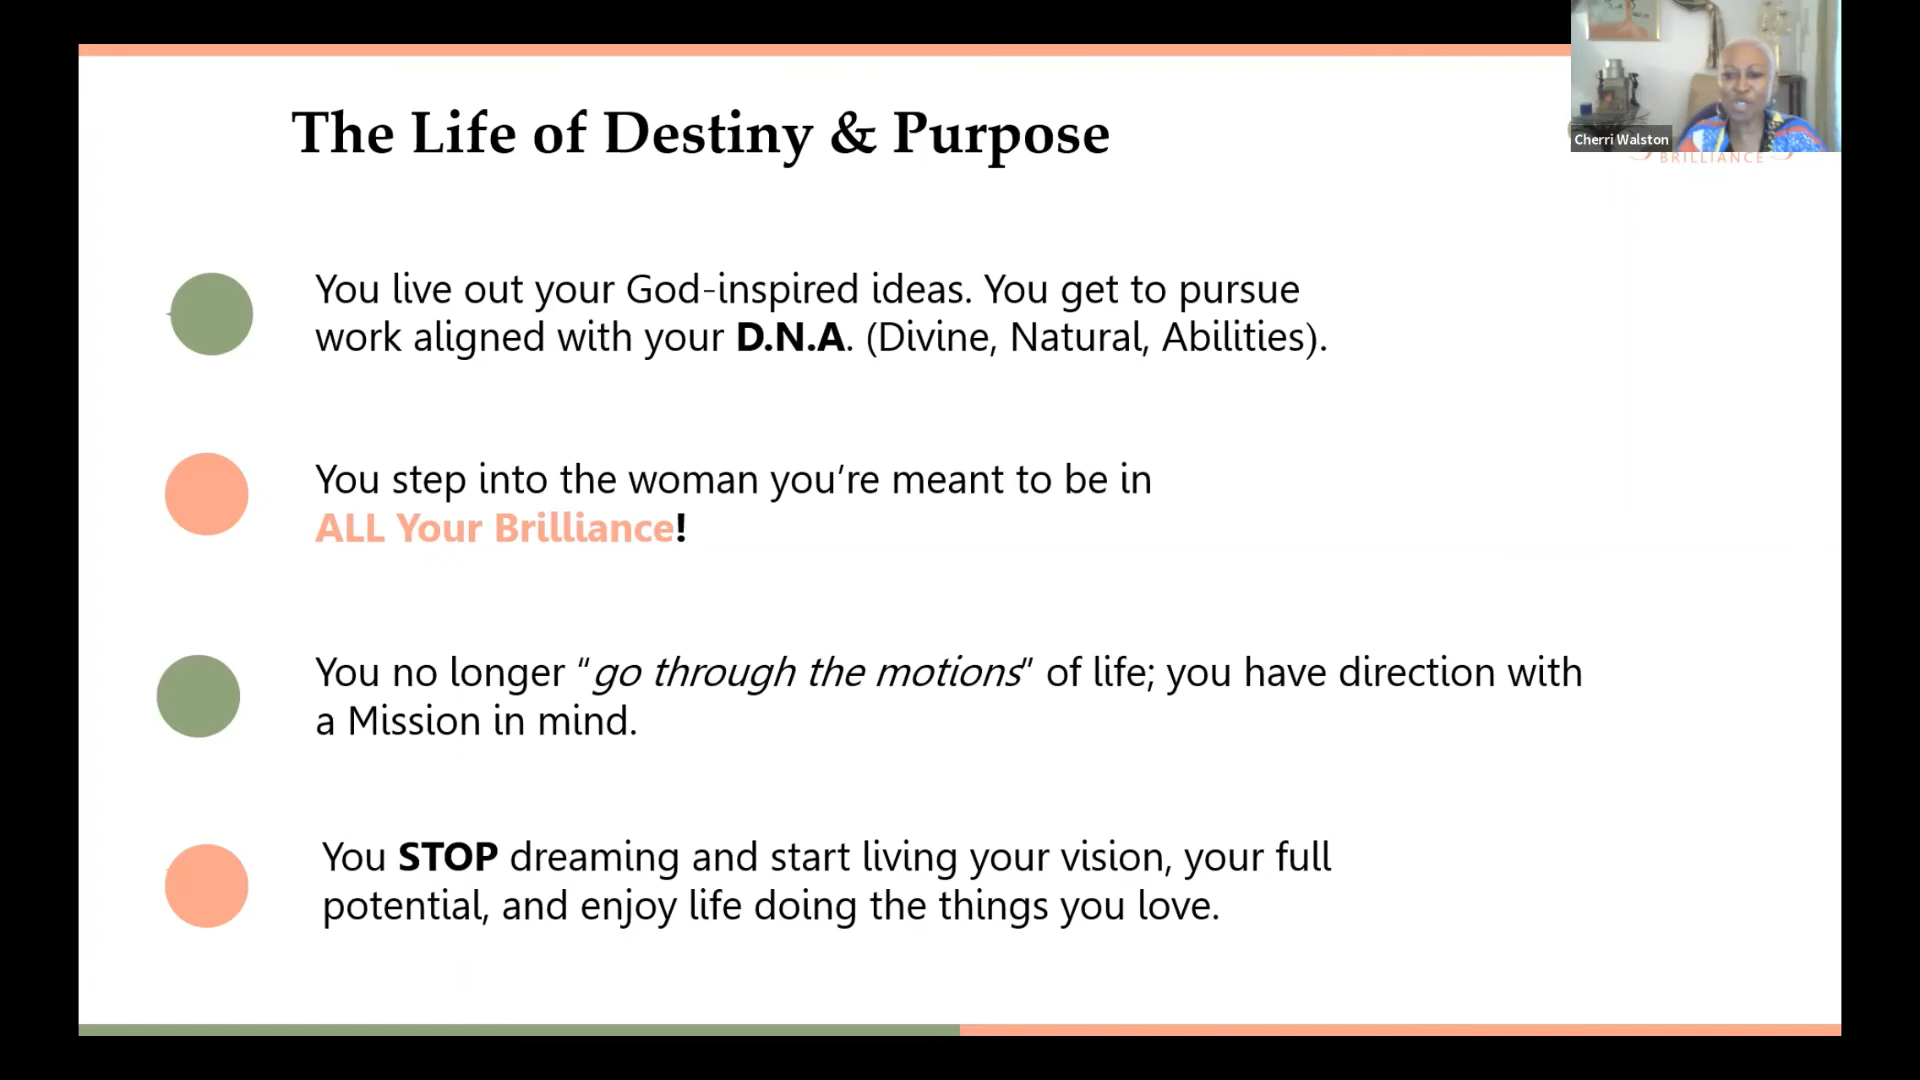 The Life of Destiny & Purpose
Cherri Walston
BRILLIANCE
You live out your God-inspired ideas. You get to pursue
work aligned with your D.N.A. (Divine, Natural, Abilities).
You step into the woman you’re meant to be in
ALL Your Brilliance!
You no longer “go through the motions” of life; you have direction with
a Mission in mind.
You STOP dreaming and start living your vision, your full
potential, and enjoy life doing the things you love.